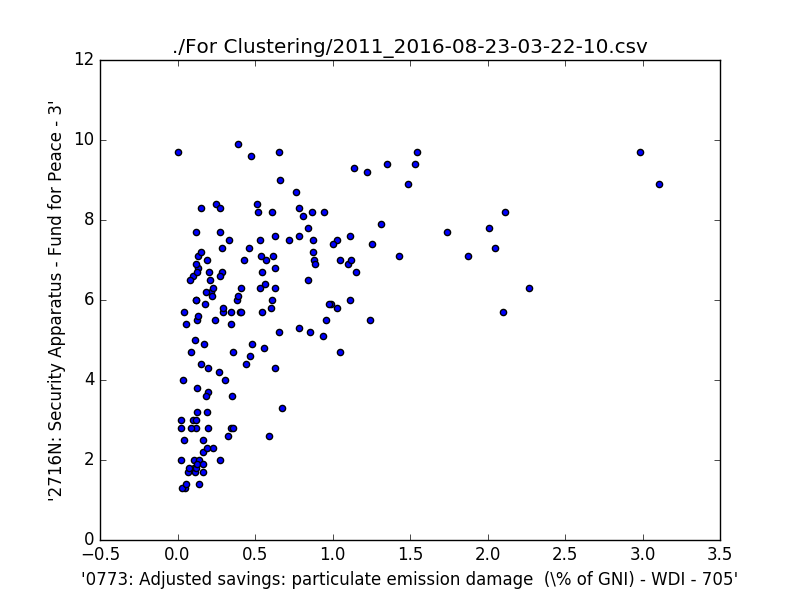 ./For Clustering/2011_2016-08-23-03-22-10.csv
12
10
8
6
4
2
0
'2716N: Security Apparatus - Fund for Peace - 3'
−0.5 0.0 0.5 1.0 1.5 2.0 2.5 3.0 3.5
'0773: Adjusted savings: particulate emission damage  (\% of GNI) - WDI - 705'